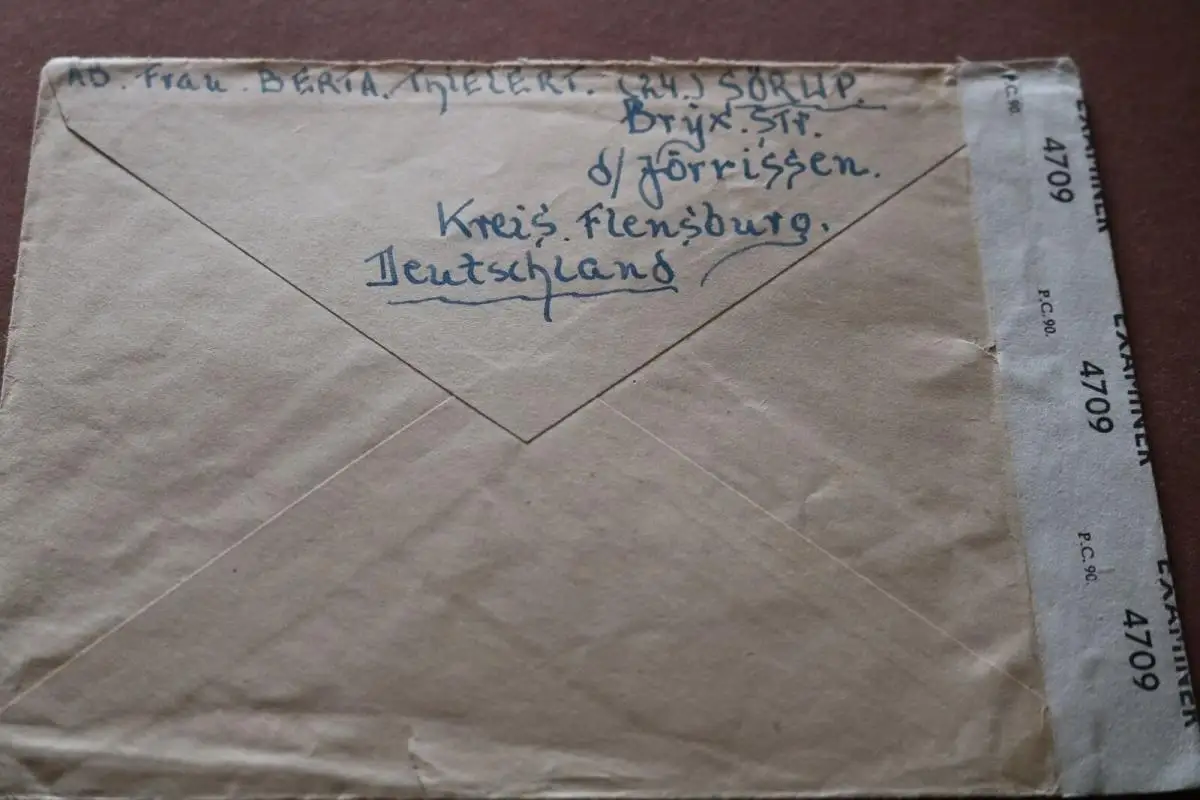 AB. Frau. BERTA. THIELERT. (24.) SÖRUP.
Bryx. Str.
d/ Jörrissen.
Kreis. Flensburg.
Deutschland
P.C. 90.
EXAMINER 4709
P.C. 90.
EXAMINER 4709
P.C. 90.
EXAMINER 4709